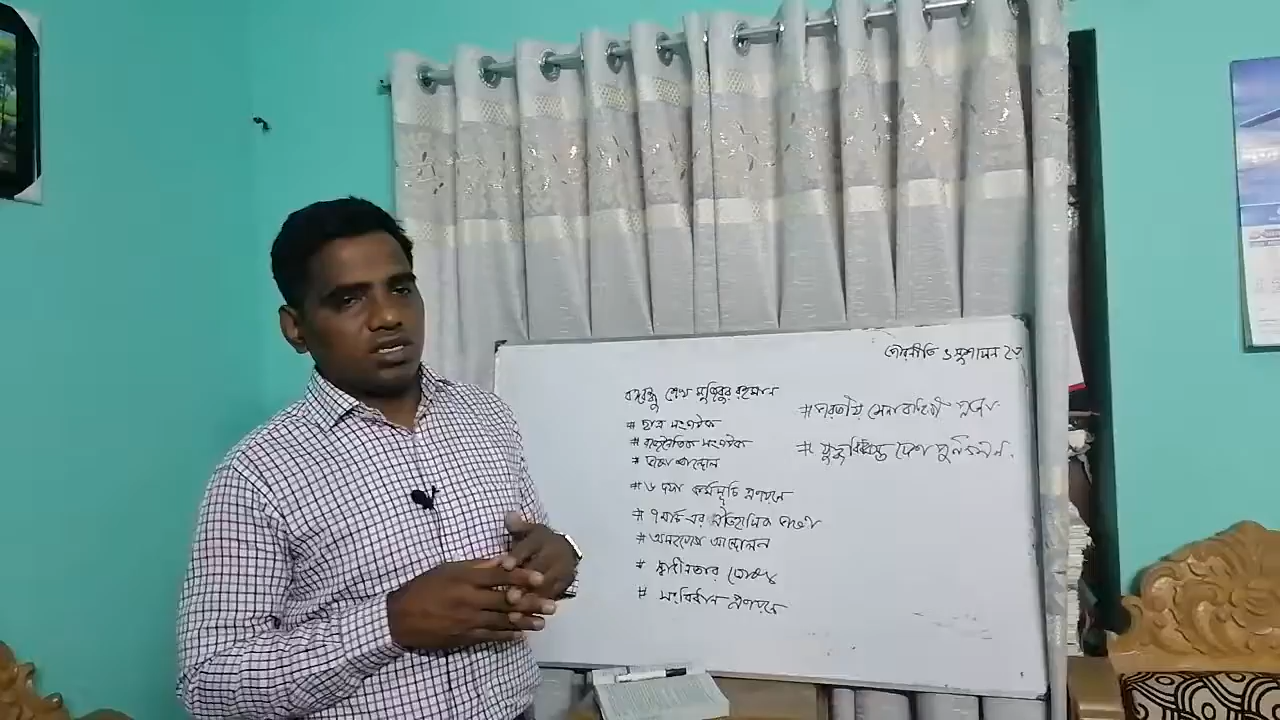 পৌরনীতি ও সুশাসন ২য়
বঙ্গবন্ধু শেখ মুজিবুর রহমান
# ছাত্র সংগঠক
# রাজনৈতিক সংগঠক
# ভাষা আন্দোলন
# ৬ দফা কর্মসূচি প্রণয়নে
# ৭ মার্চ এর ঐতিহাসিক ভাষণ
# অসহযোগ আন্দোলন
# স্বাধীনতার ঘোষণা
# সংবিধান প্রণয়নে
# ভারতীয় সেনা বাহিনী
# যুদ্ধবিধ্বস্ত দেশ পুনর্গঠন.